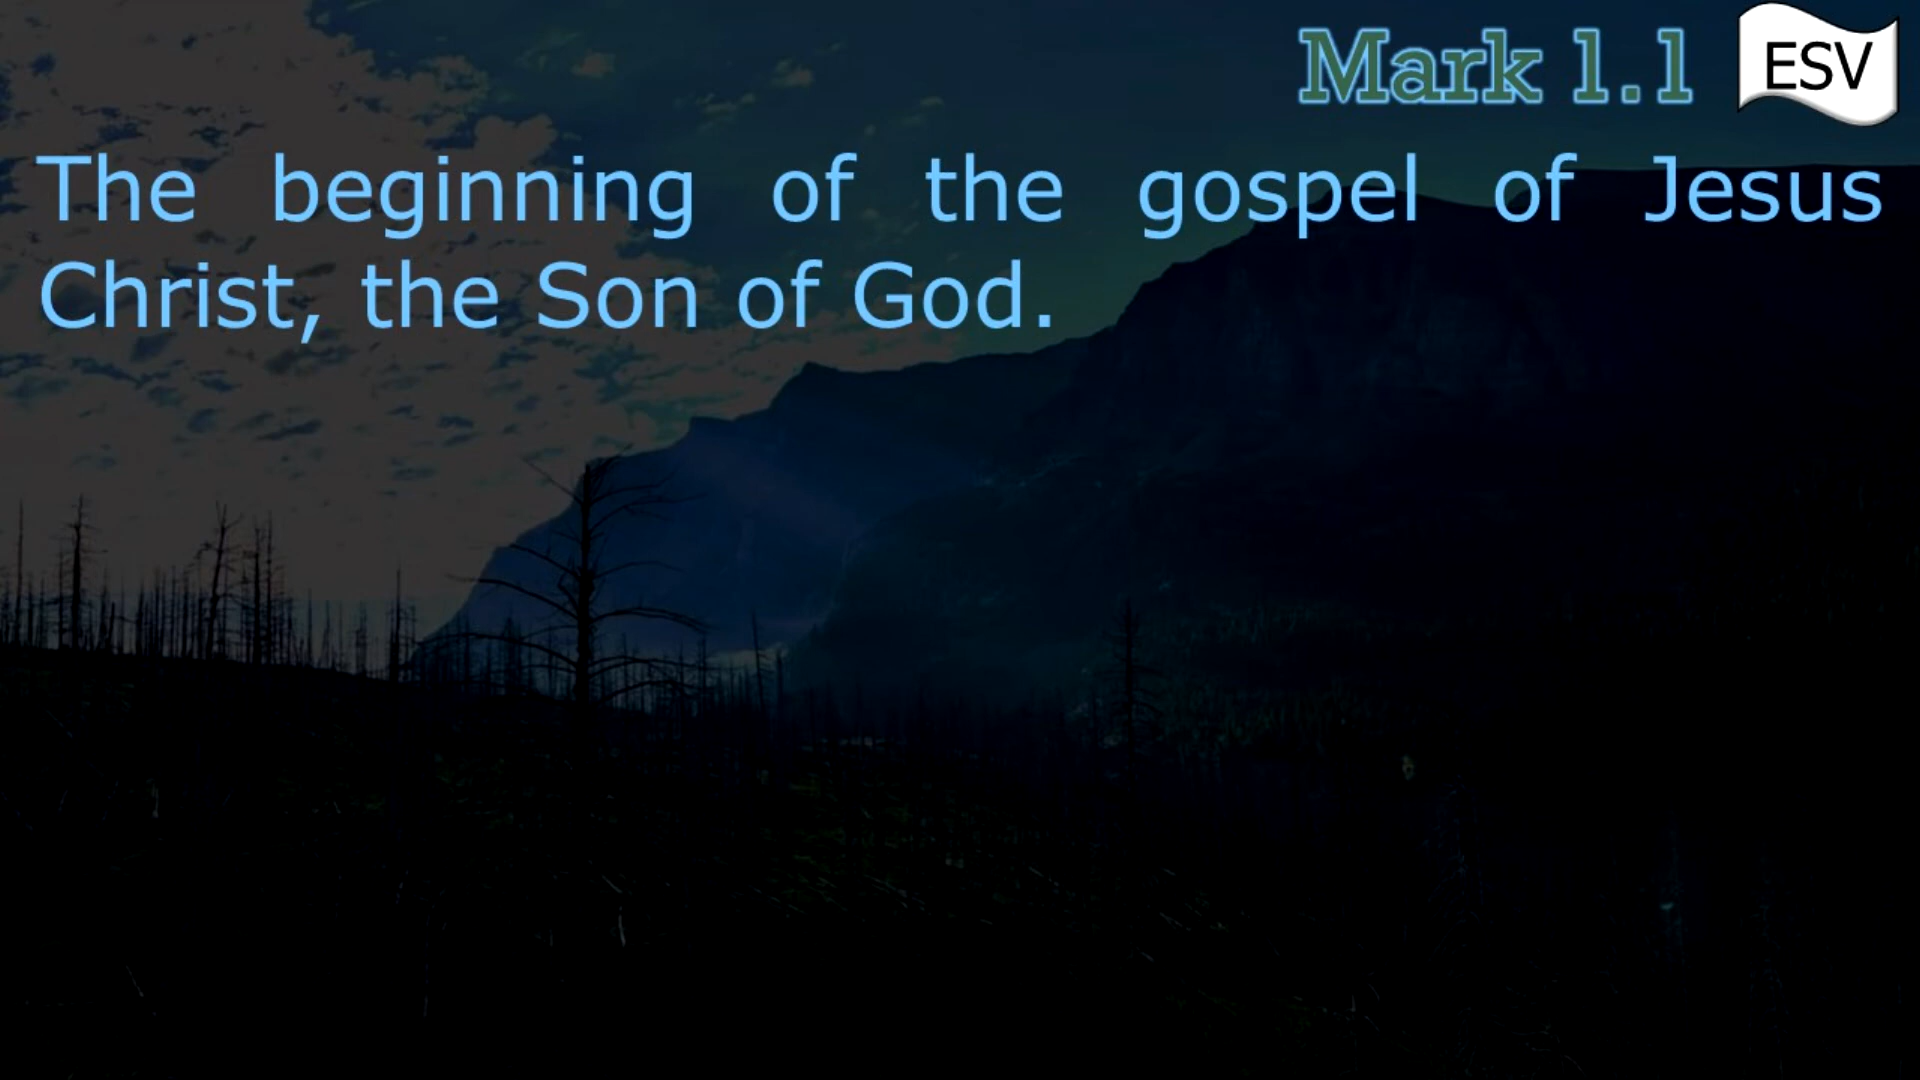 Mark 1.1 ESV
The beginning of the gospel of Jesus
Christ, the Son of God.